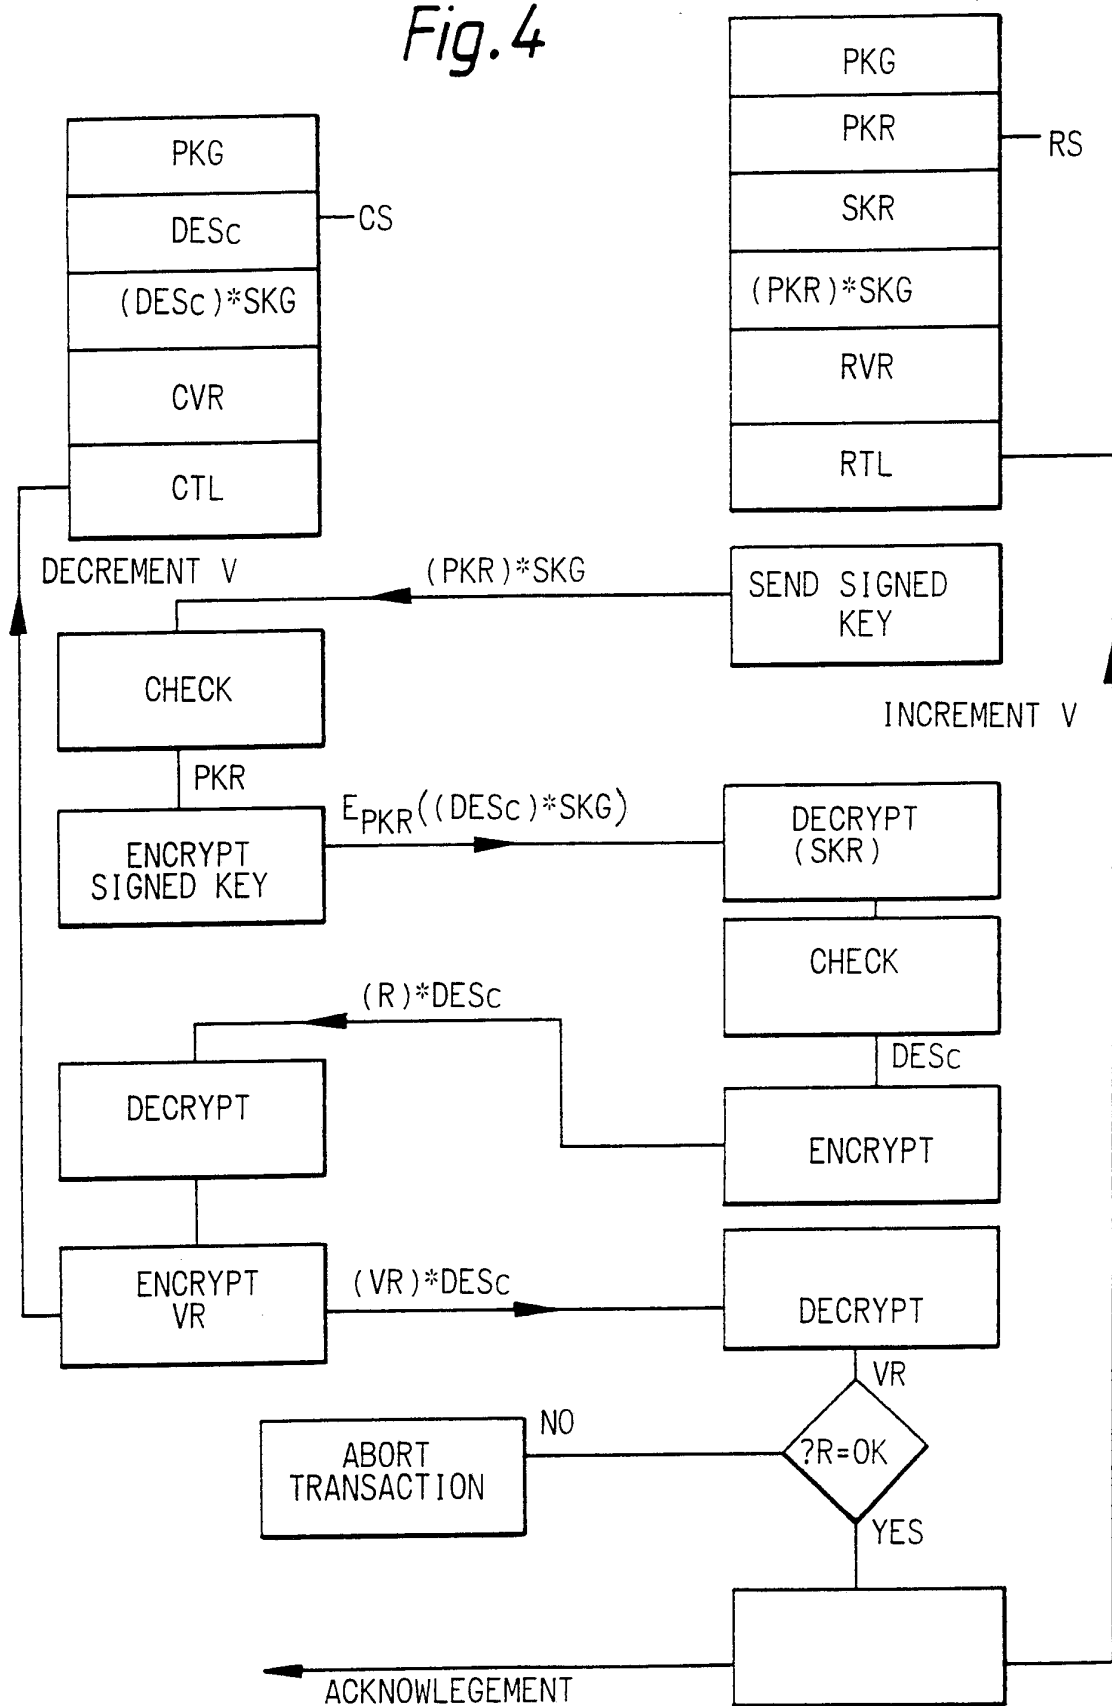 Fig.4
PKG
DESc
CS
(DESc)*SKG
CVR
CTL
PKG
PKR
RS
SKR
(PKR)*SKG
RVR
RTL
DECREMENT V
(PKR)*SKG
SEND SIGNED
KEY
CHECK
INCREMENT V
PKR
ENCRYPT
SIGNED KEY
EPKR((DESc)*SKG)
DECRYPT
(SKR)
CHECK
DESc
(R)*DESc
DECRYPT
ENCRYPT
ENCRYPT
VR
(VR)*DESc
DECRYPT
VR
?R=OK
NO
ABORT
TRANSACTION
YES
ACKNOWLEGEMENT